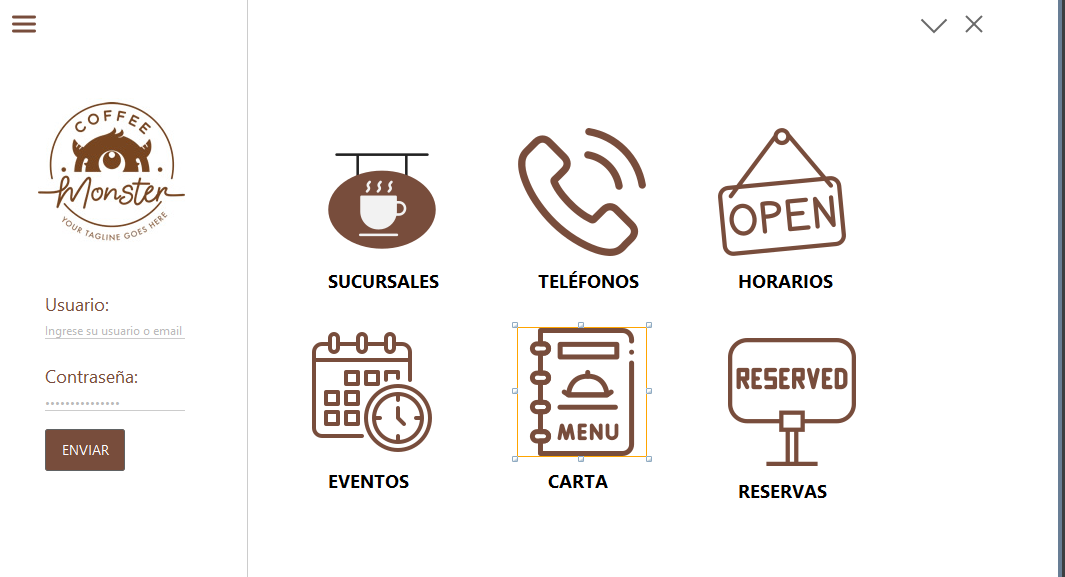 COFFEE
Monster
YOUR TAGLINE GOES HERE
Usuario:
Ingrese su usuario o email
Contraseña:
ENVIAR
OPEN
SUCURSALES
TELÉFONOS
HORARIOS
MENU
RESERVED
EVENTOS
CARTA
RESERVAS